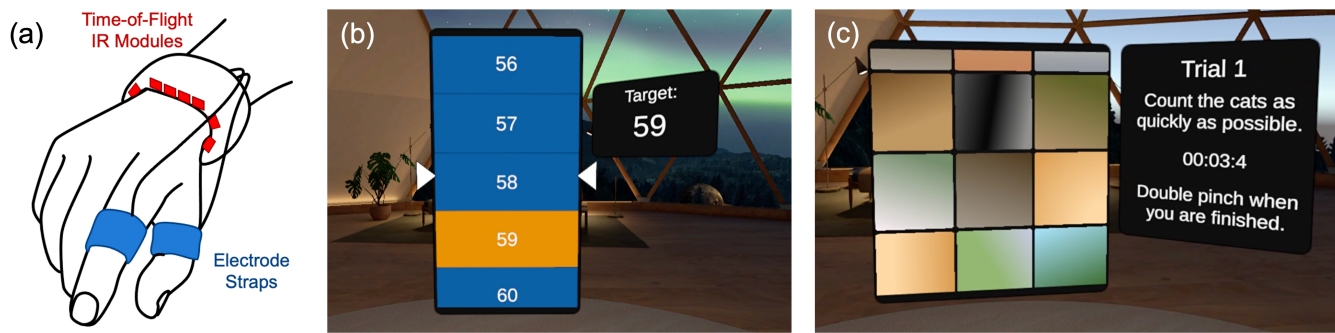 (a)
Time-of-Flight
IR Modules
Electrode
Straps
(b)
56
57
58
59
60
Target:
59
(c)
Trial 1
Count the cats as
quickly as possible.
00:03:4
Double pinch when
you are finished.